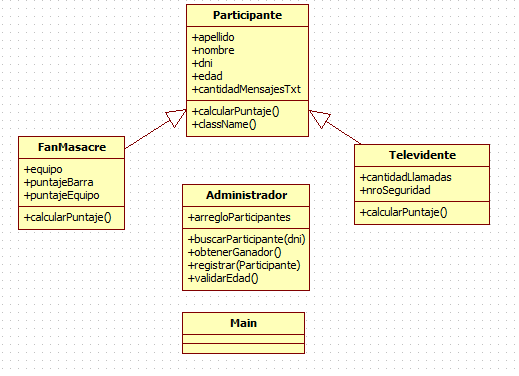 Participante
+apellido
+nombre
+dni
+edad
+cantidadMensajesTxt
+calcularPuntaje()
+className()
FanMasacre
+equipo
+puntajeBarra
+puntajeEquipo
+calcularPuntaje()
Televidente
+cantidadLlamadas
+nroSeguridad
+calcularPuntaje()
Administrador
+arregloParticipantes
+buscarParticipante(dni)
+obtenerGanador()
+registrar(Participante)
+validarEdad()
Main